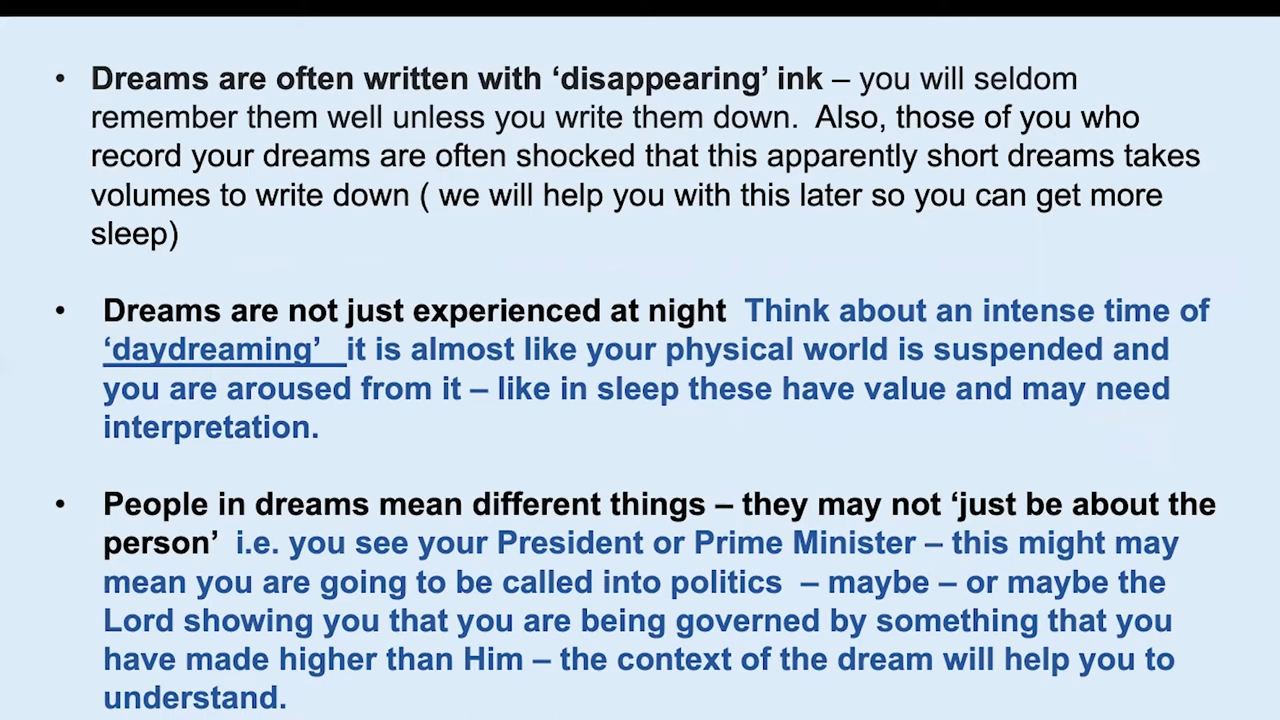 • Dreams are often written with ‘disappearing’ ink – you will seldom
remember them well unless you write them down.  Also, those of you who
record your dreams are often shocked that this apparently short dreams takes
volumes to write down ( we will help you with this later so you can get more
sleep)
• Dreams are not just experienced at night  Think about an intense time of
‘daydreaming’  it is almost like your physical world is suspended and
you are aroused from it – like in sleep these have value and may need
interpretation.
• People in dreams mean different things – they may not ‘just be about the
person’  i.e. you see your President or Prime Minister – this might may
mean you are going to be called into politics  – maybe – or maybe the
Lord showing you that you are being governed by something that you
have made higher than Him – the context of the dream will help you to
understand.